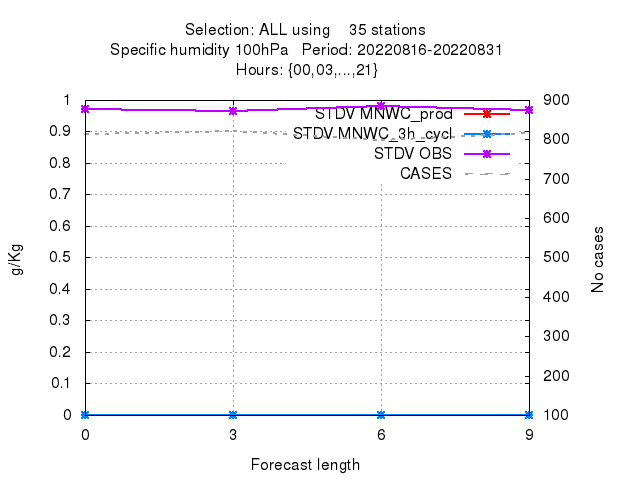 Selection: ALL using    35 stations
Specific humidity 100hPa   Period: 20220816-20220831
Hours: {00,03,...,21}
1
0.9
0.8
0.7
0.6
0.5
0.4
0.3
0.2
0.1
0
g/Kg
STDV MNWC_prod
STDV MNWC_3h_cycl
STDV OBS
CASES
900
800
700
600
500
400
300
200
100
No cases
0 3 6 9
Forecast length